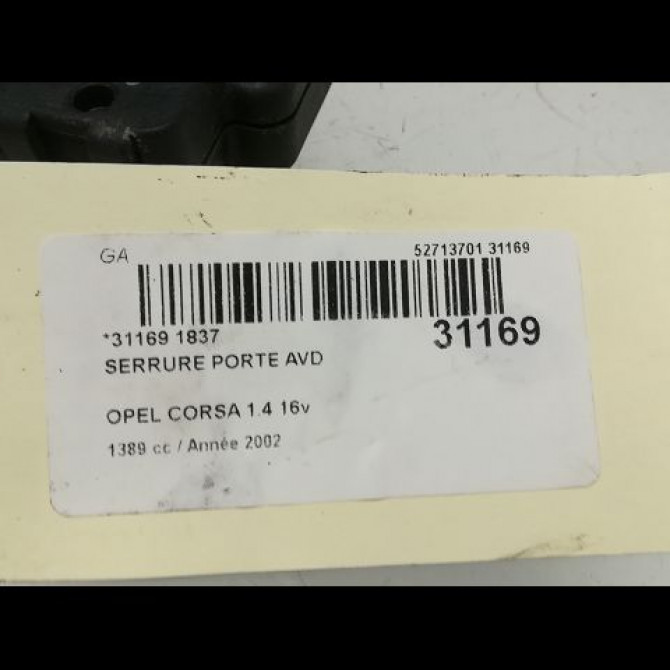 GA 52713701 31169
*31169 1837 31169
SERRURE PORTE AVD
OPEL CORSA 1.4 16v
1389 cc / Année 2002